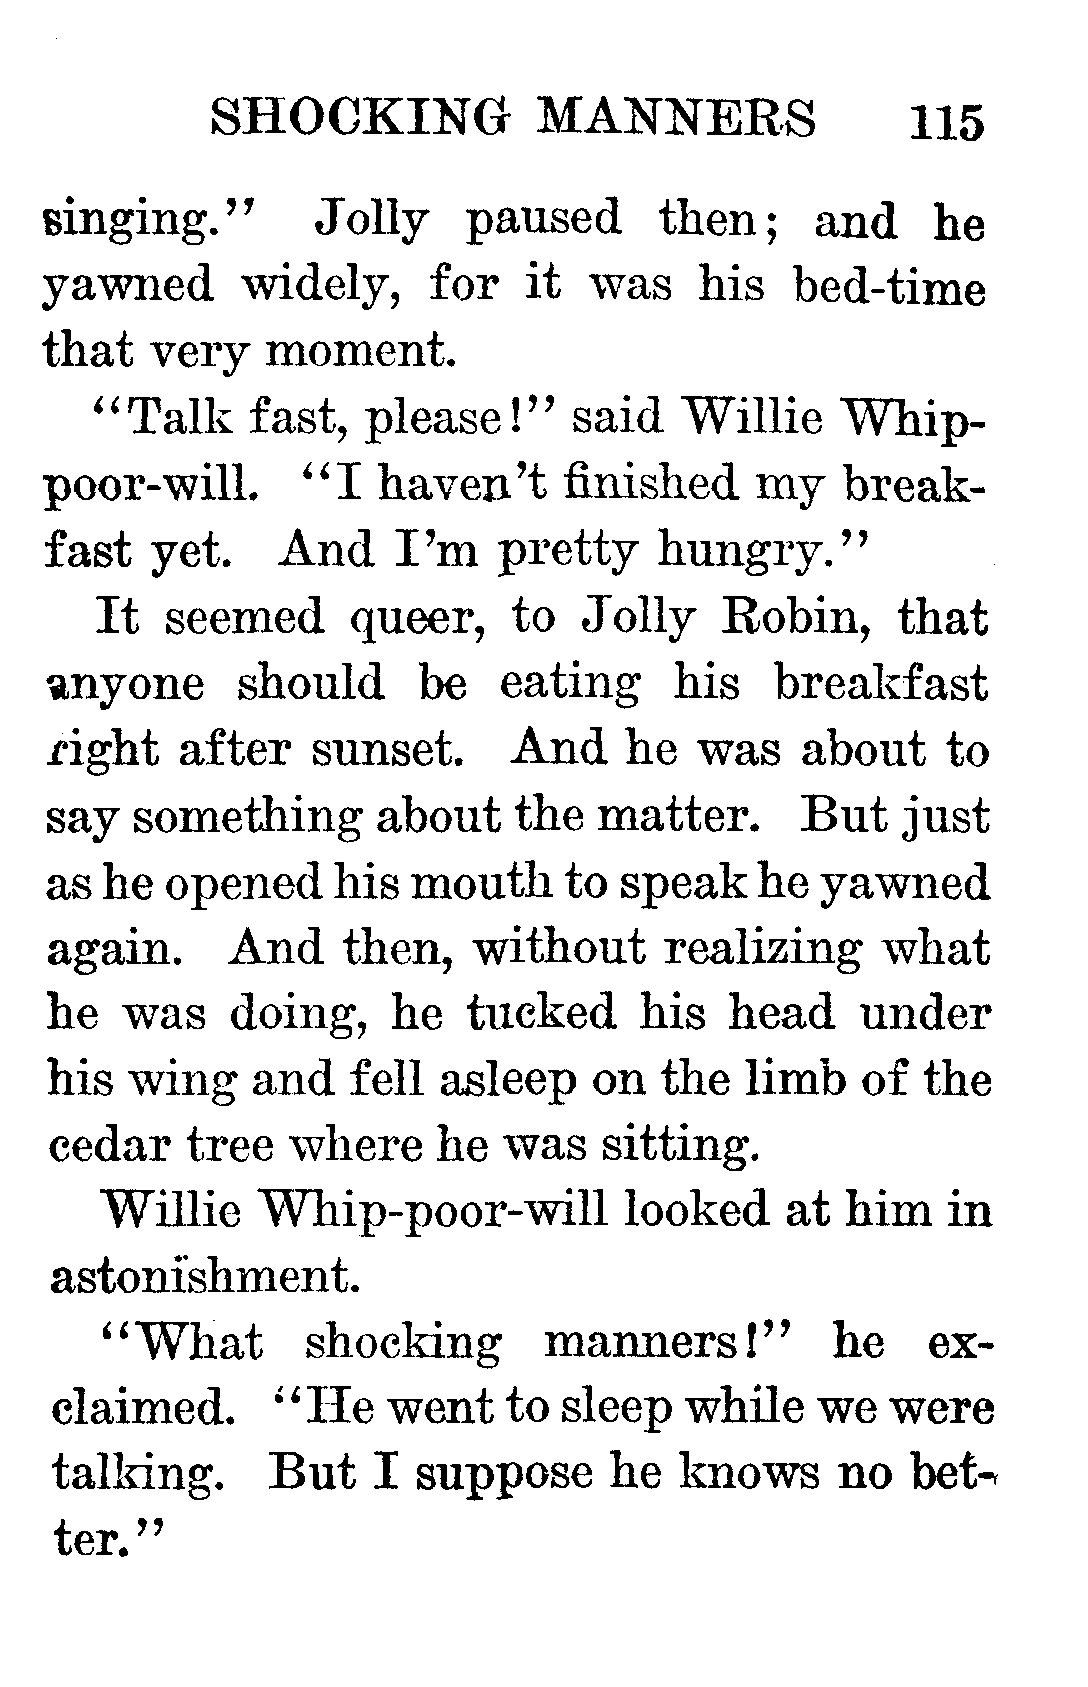 SHOCKING MANNERS 115
singing." Jolly paused then; and he
yawned widely, for it was his bed-time
that very moment.
"Talk fast, please!" said Willie Whip-
poor-will. "I haven't finished my break-
fast yet. And I'm pretty hungry."
It seemed queer, to Jolly Robin, that
anyone should be eating his breakfast
right after sunset. And he was about to
say something about the matter. But just
as he opened his mouth to speak he yawned
again. And then, without realizing what
he was doing, he tucked his head under
his wing and fell asleep on the limb of the
cedar tree where he was sitting.
Willie Whip-poor-will looked at him in
astonishment.
"What shocking manners!" he ex-
claimed. "He went to sleep while we were
talking. But I suppose he knows no bet-
ter."